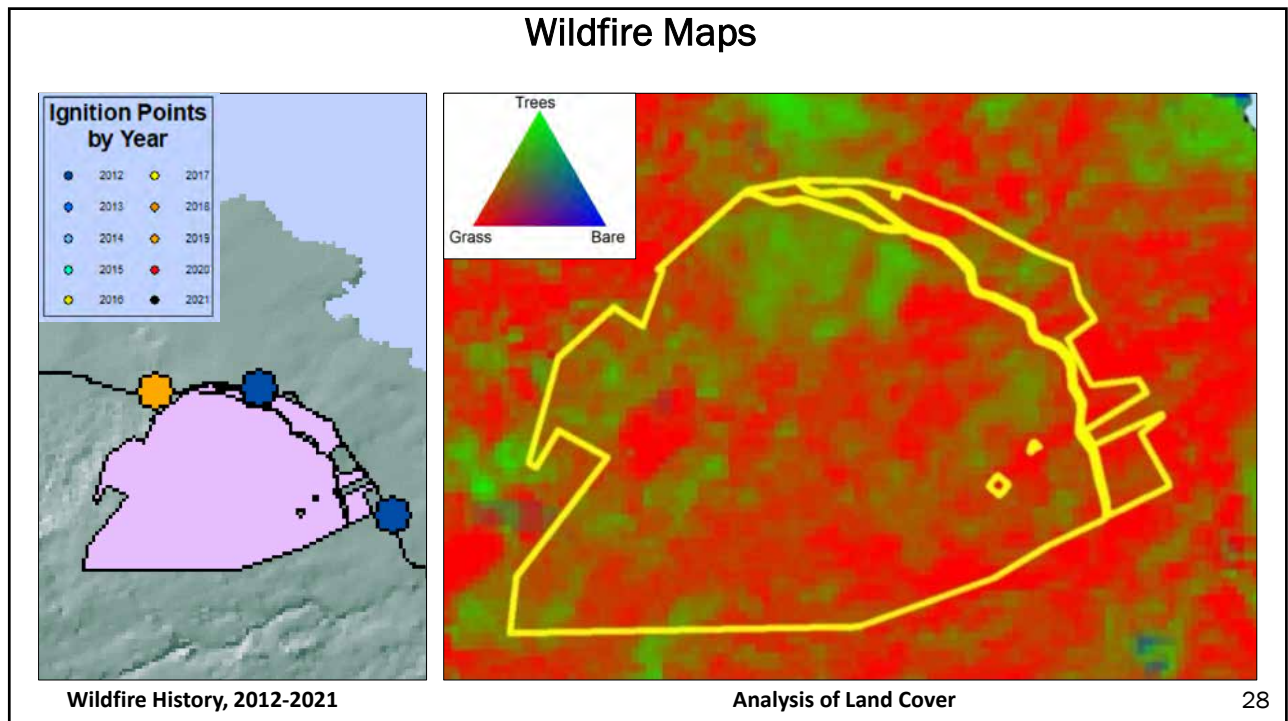 Wildfire Maps
Ignition Points
by Year
2012 2017
2013 2018
2014 2019
2015 2020
2016 2021
Trees
Grass Bare
Wildfire History, 2012-2021
Analysis of Land Cover
28